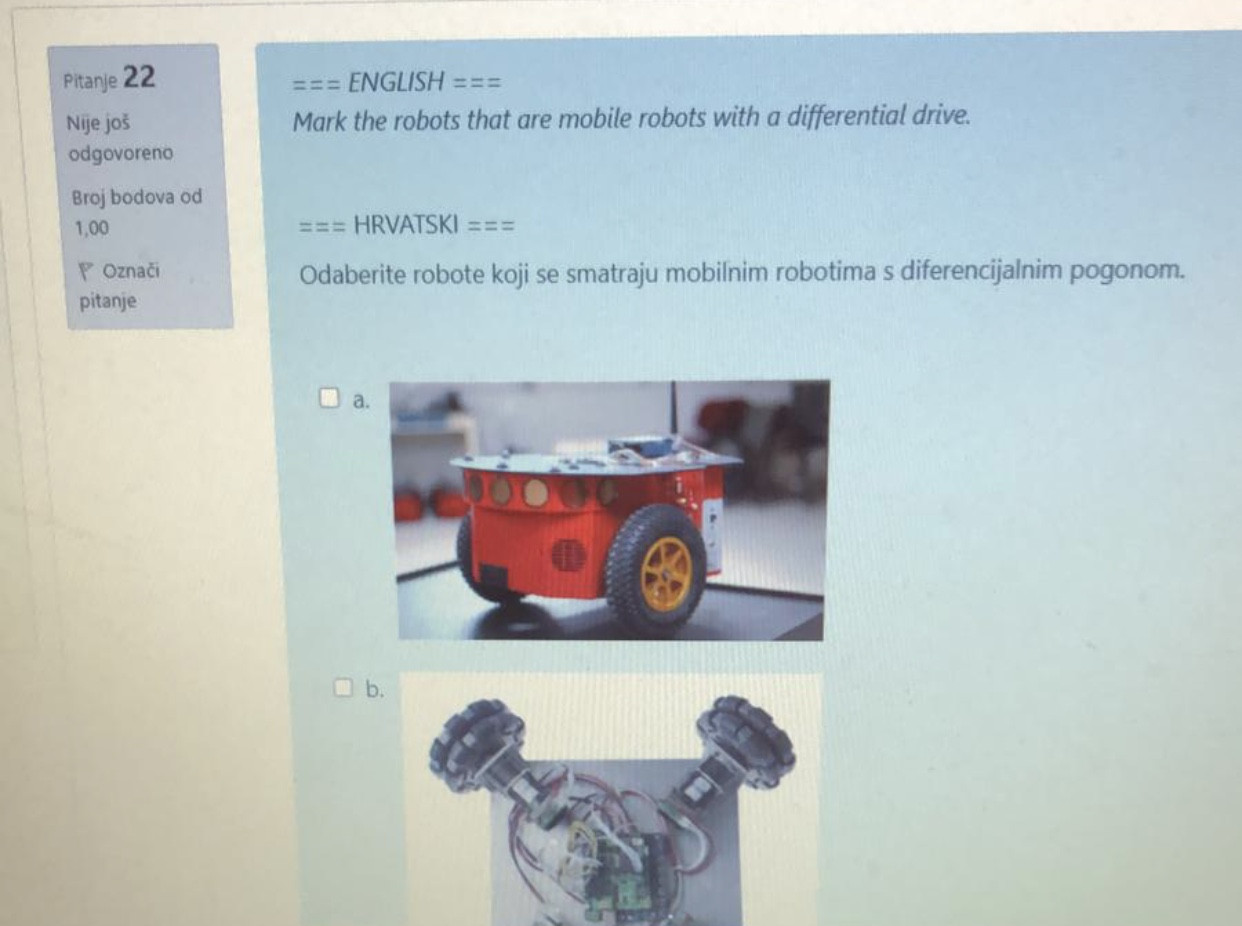 Pitanje 22
Nije još
odgovoreno
Broj bodova od
1,00
Označi
pitanje
=== ENGLISH ===
Mark the robots that are mobile robots with a differential drive.
=== HRVATSKI ===
Odaberite robote koji se smatraju mobilnim robotima s diferencijalnim pogonom.
a.
b.